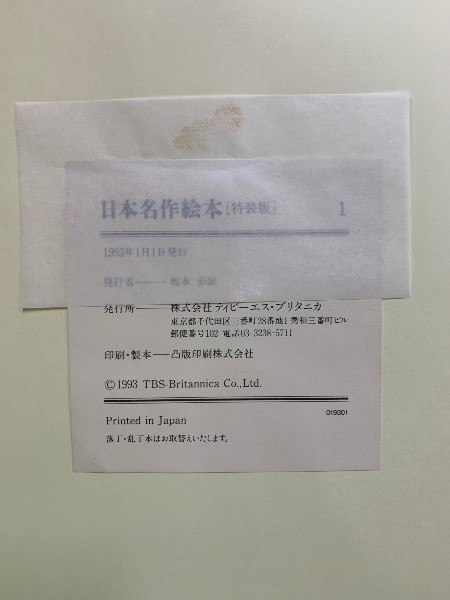 日本名作絵本[特装版] 1
1993年1月1日発行
発行者
発行所――株式会社ティビーエス・ブリタニカ
東京都千代田区三番町28番地1秀和三番町ビル
郵便番号102 電話03-3238-5711
印刷・製本――凸版印刷株式会社
©1993 TBS-Britannica Co.,Ltd.
019301
Printed in Japan
落丁・乱丁本はお取替えいたします。